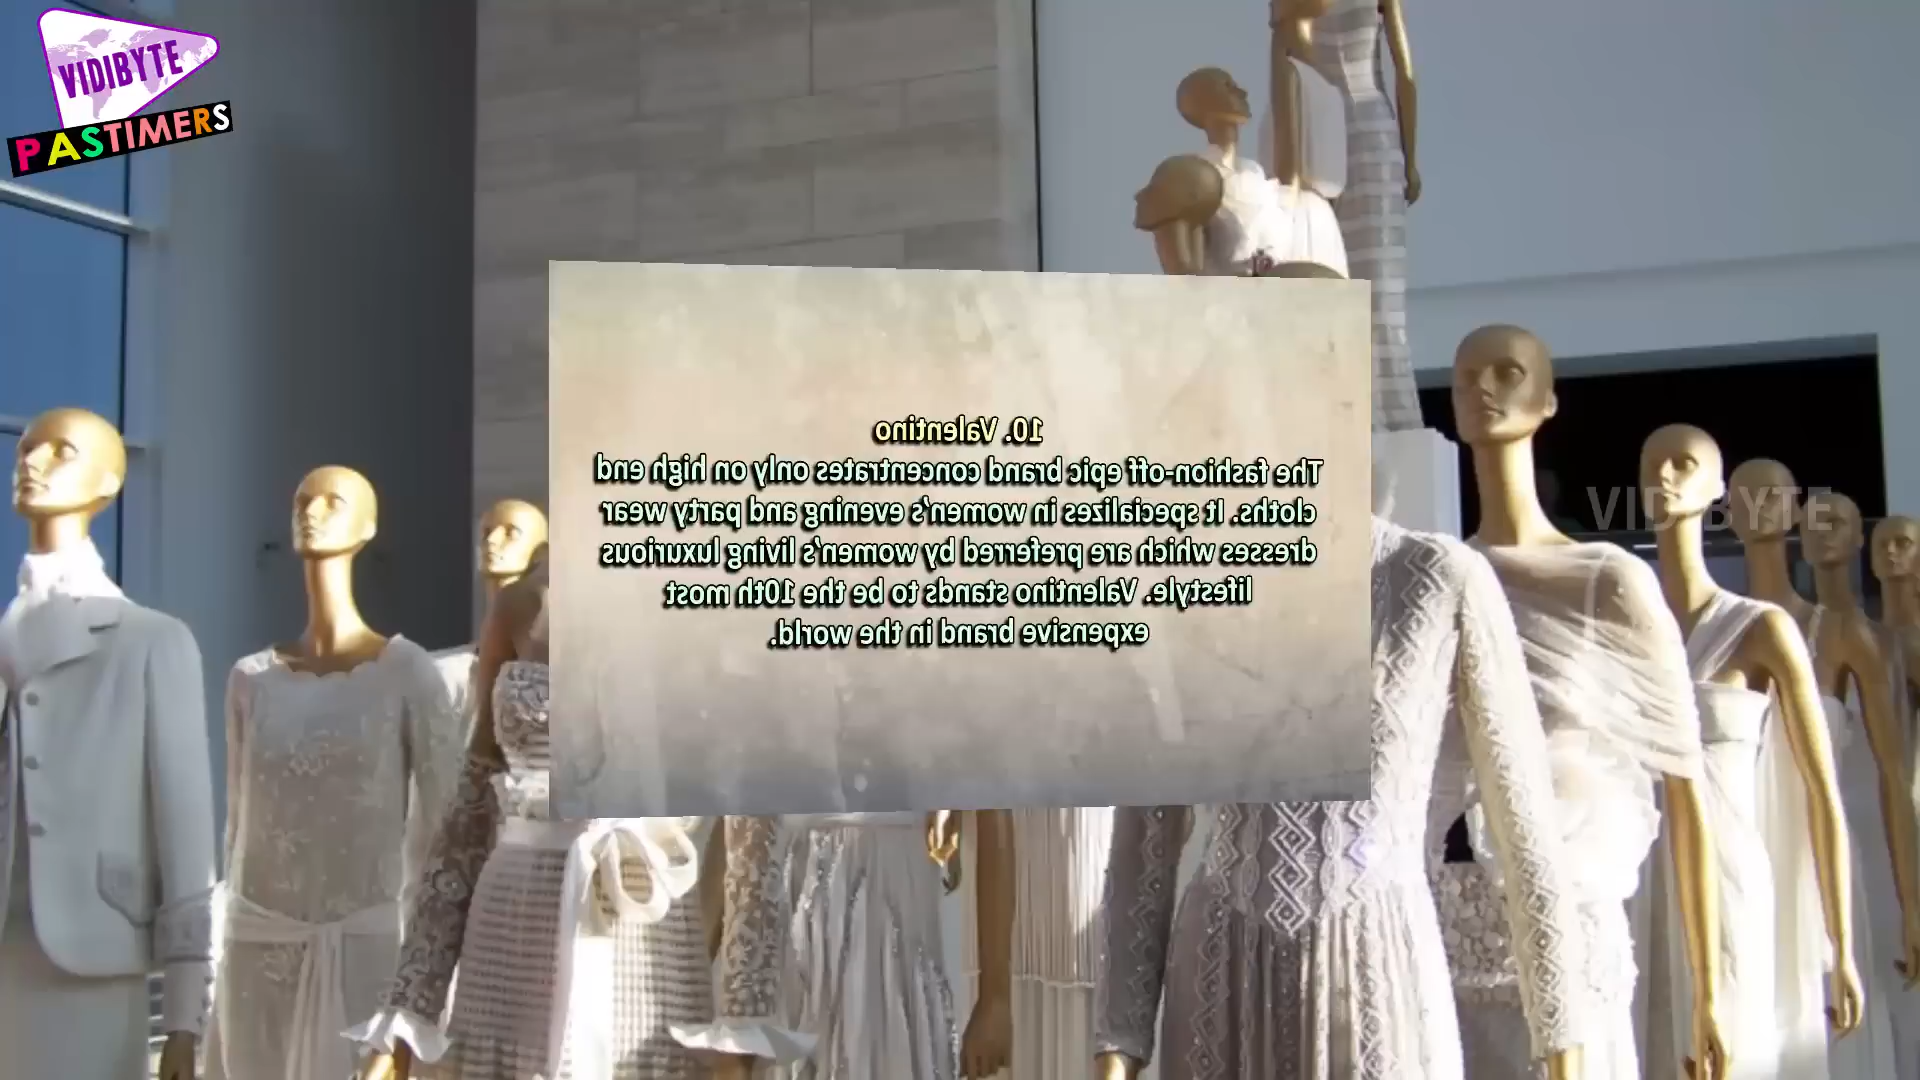 VIDIBYTE
PASTIMERS
10. Valentino
The fashion-off epic brand concentrates only on high end
cloths. It specializes in women's evening and party wear
dresses which are preferred by women's living luxurious
lifestyle. Valentino stands to be the 10th most
expensive brand in the world.
VIDIBYTE